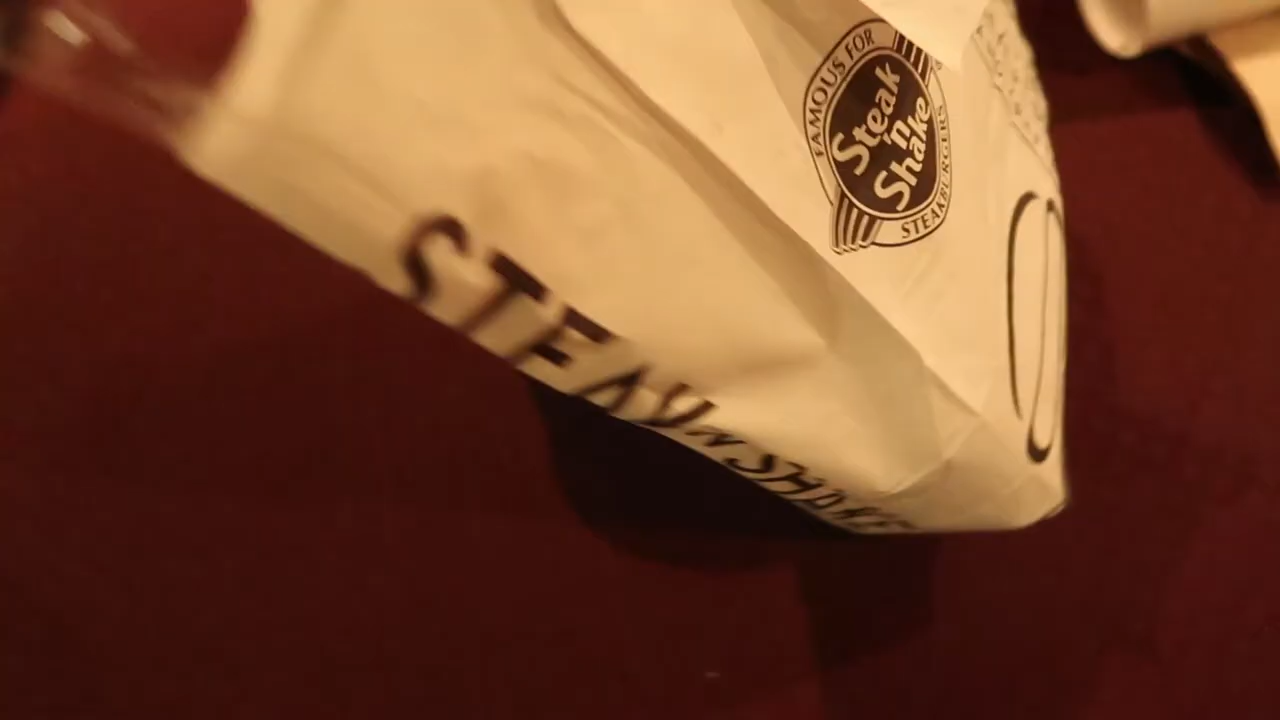 FAMOUS FOR
Steak
'n
Shake
STEAKBURGERS
STEAK N SHAKE